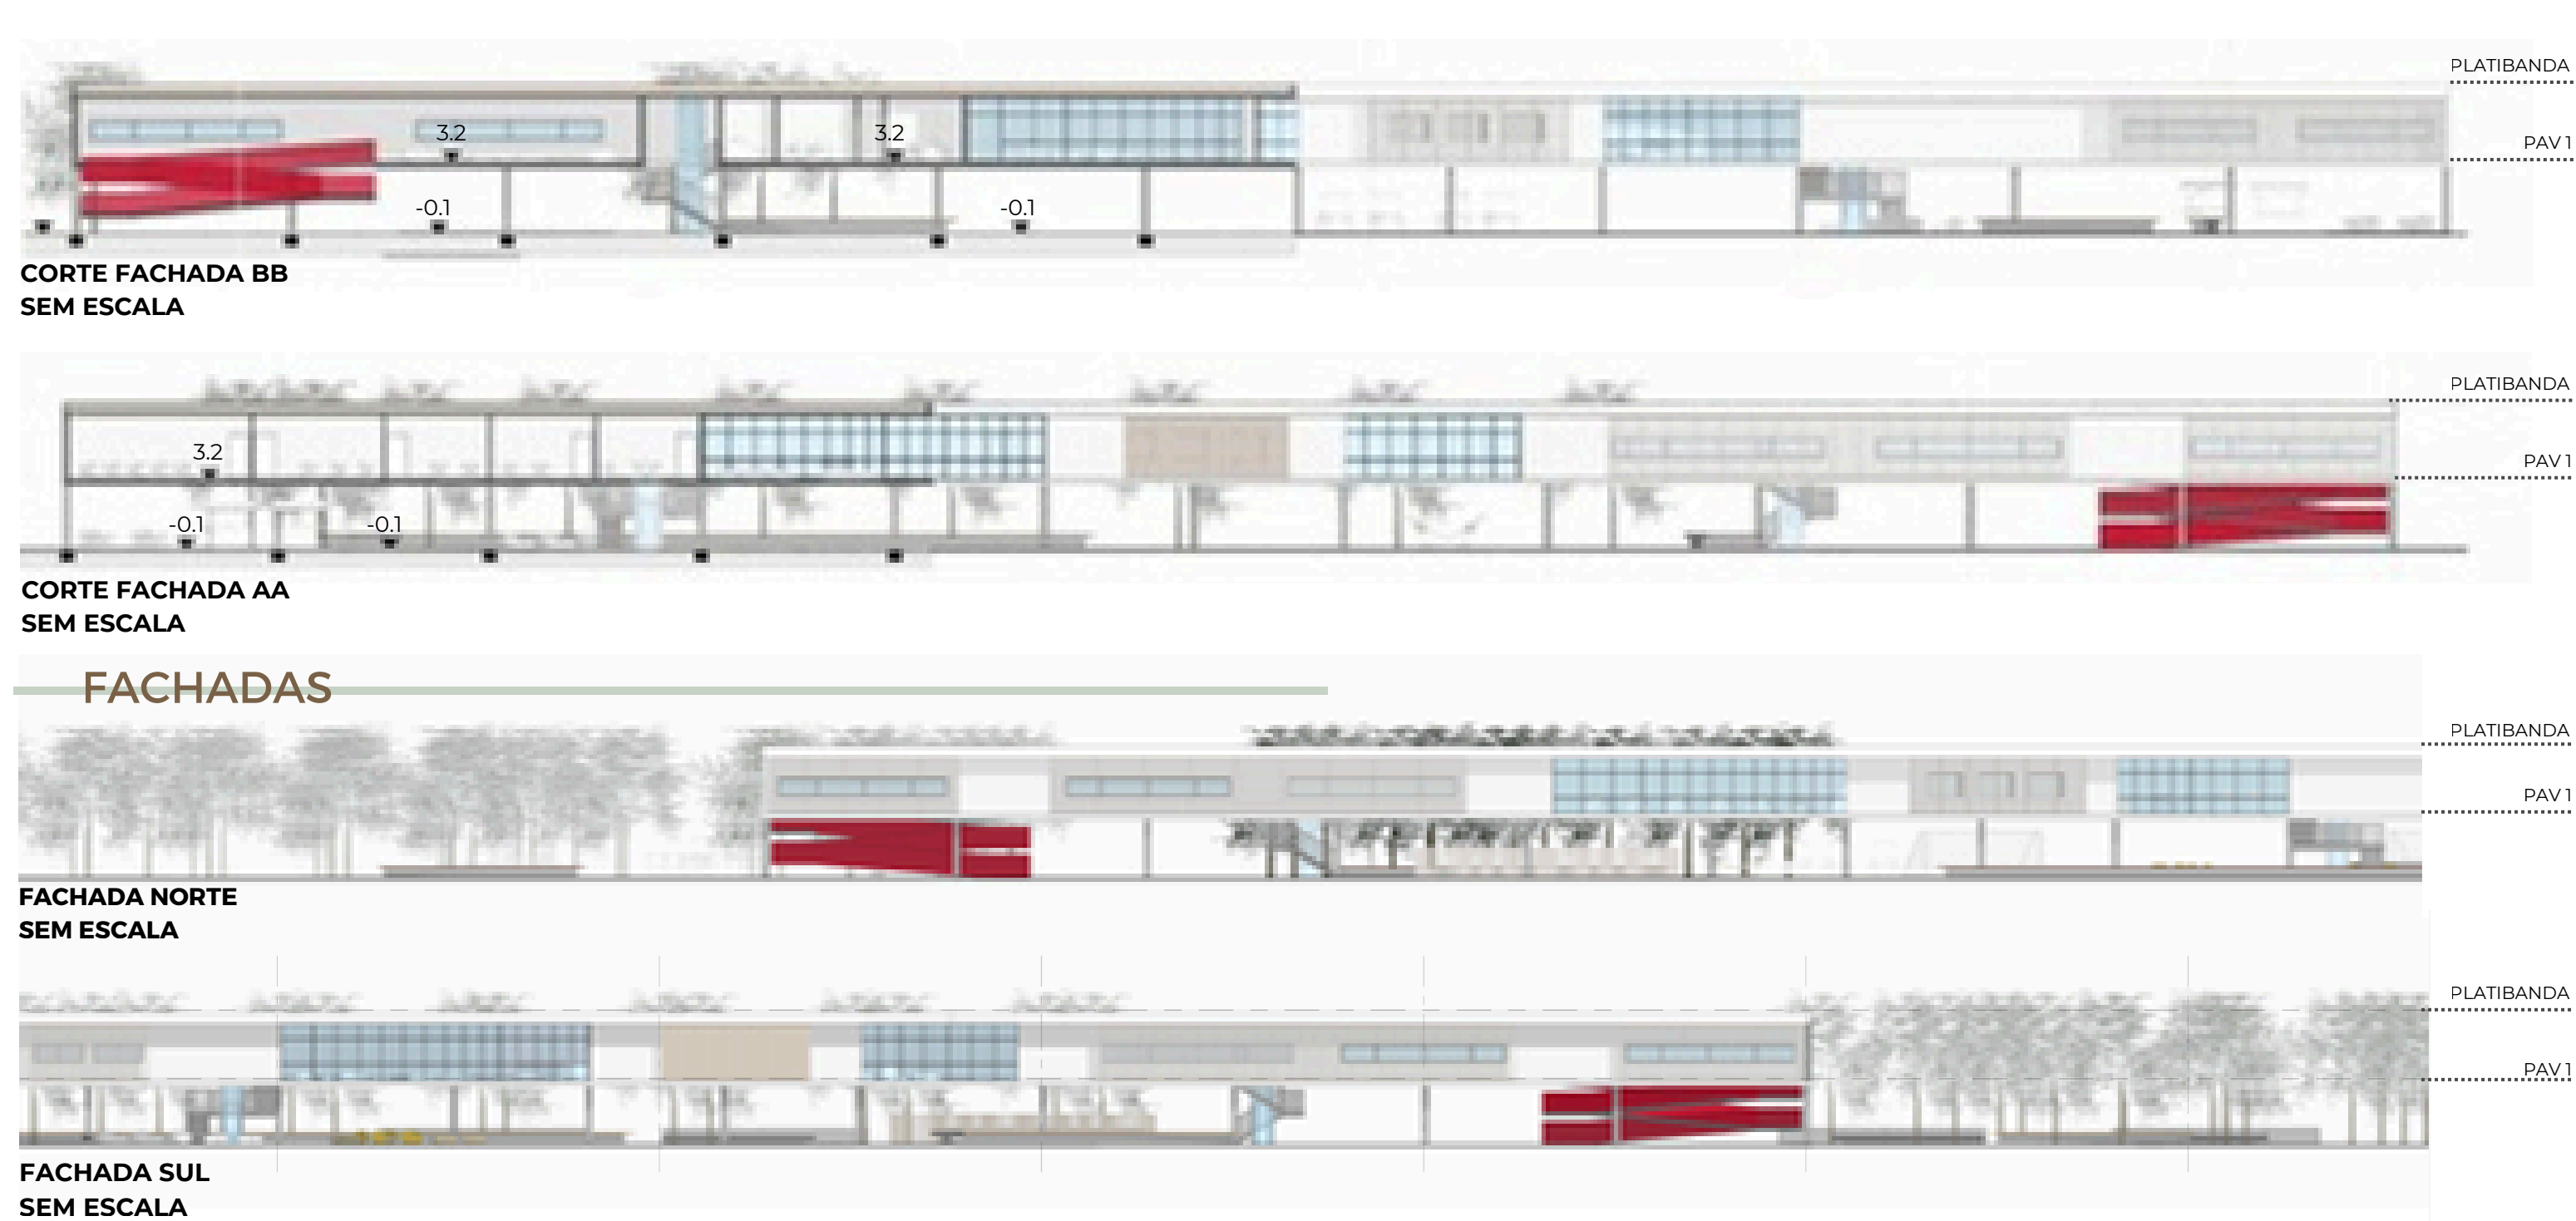 PLATIBANDA
3.2
3.2
PAV 1
-0.1
-0.1
CORTE FACHADA BB
SEM ESCALA
PLATIBANDA
3.2
PAV 1
-0.1
-0.1
CORTE FACHADA AA
SEM ESCALA
FACHADAS
PLATIBANDA
PAV 1
FACHADA NORTE
SEM ESCALA
PLATIBANDA
PAV 1
FACHADA SUL
SEM ESCALA